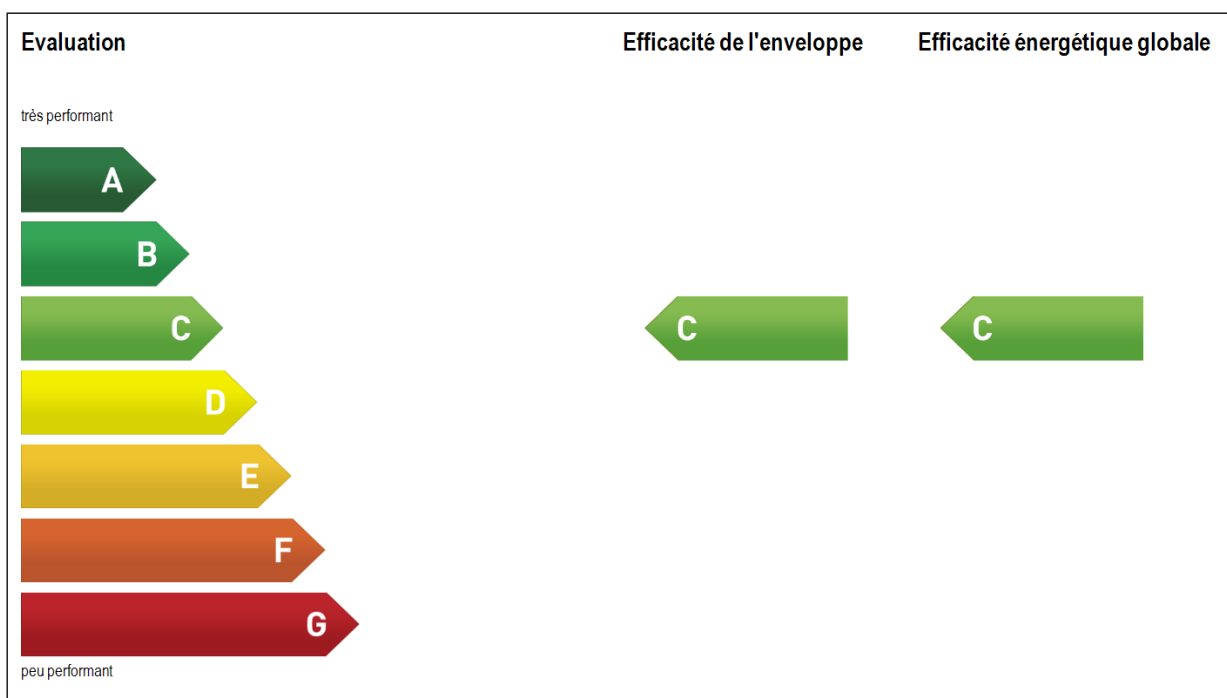 Evaluation Efficacité de l'enveloppe Efficacité énergétique globale
très performant
A
B
C C C
D
E
F
G
peu performant